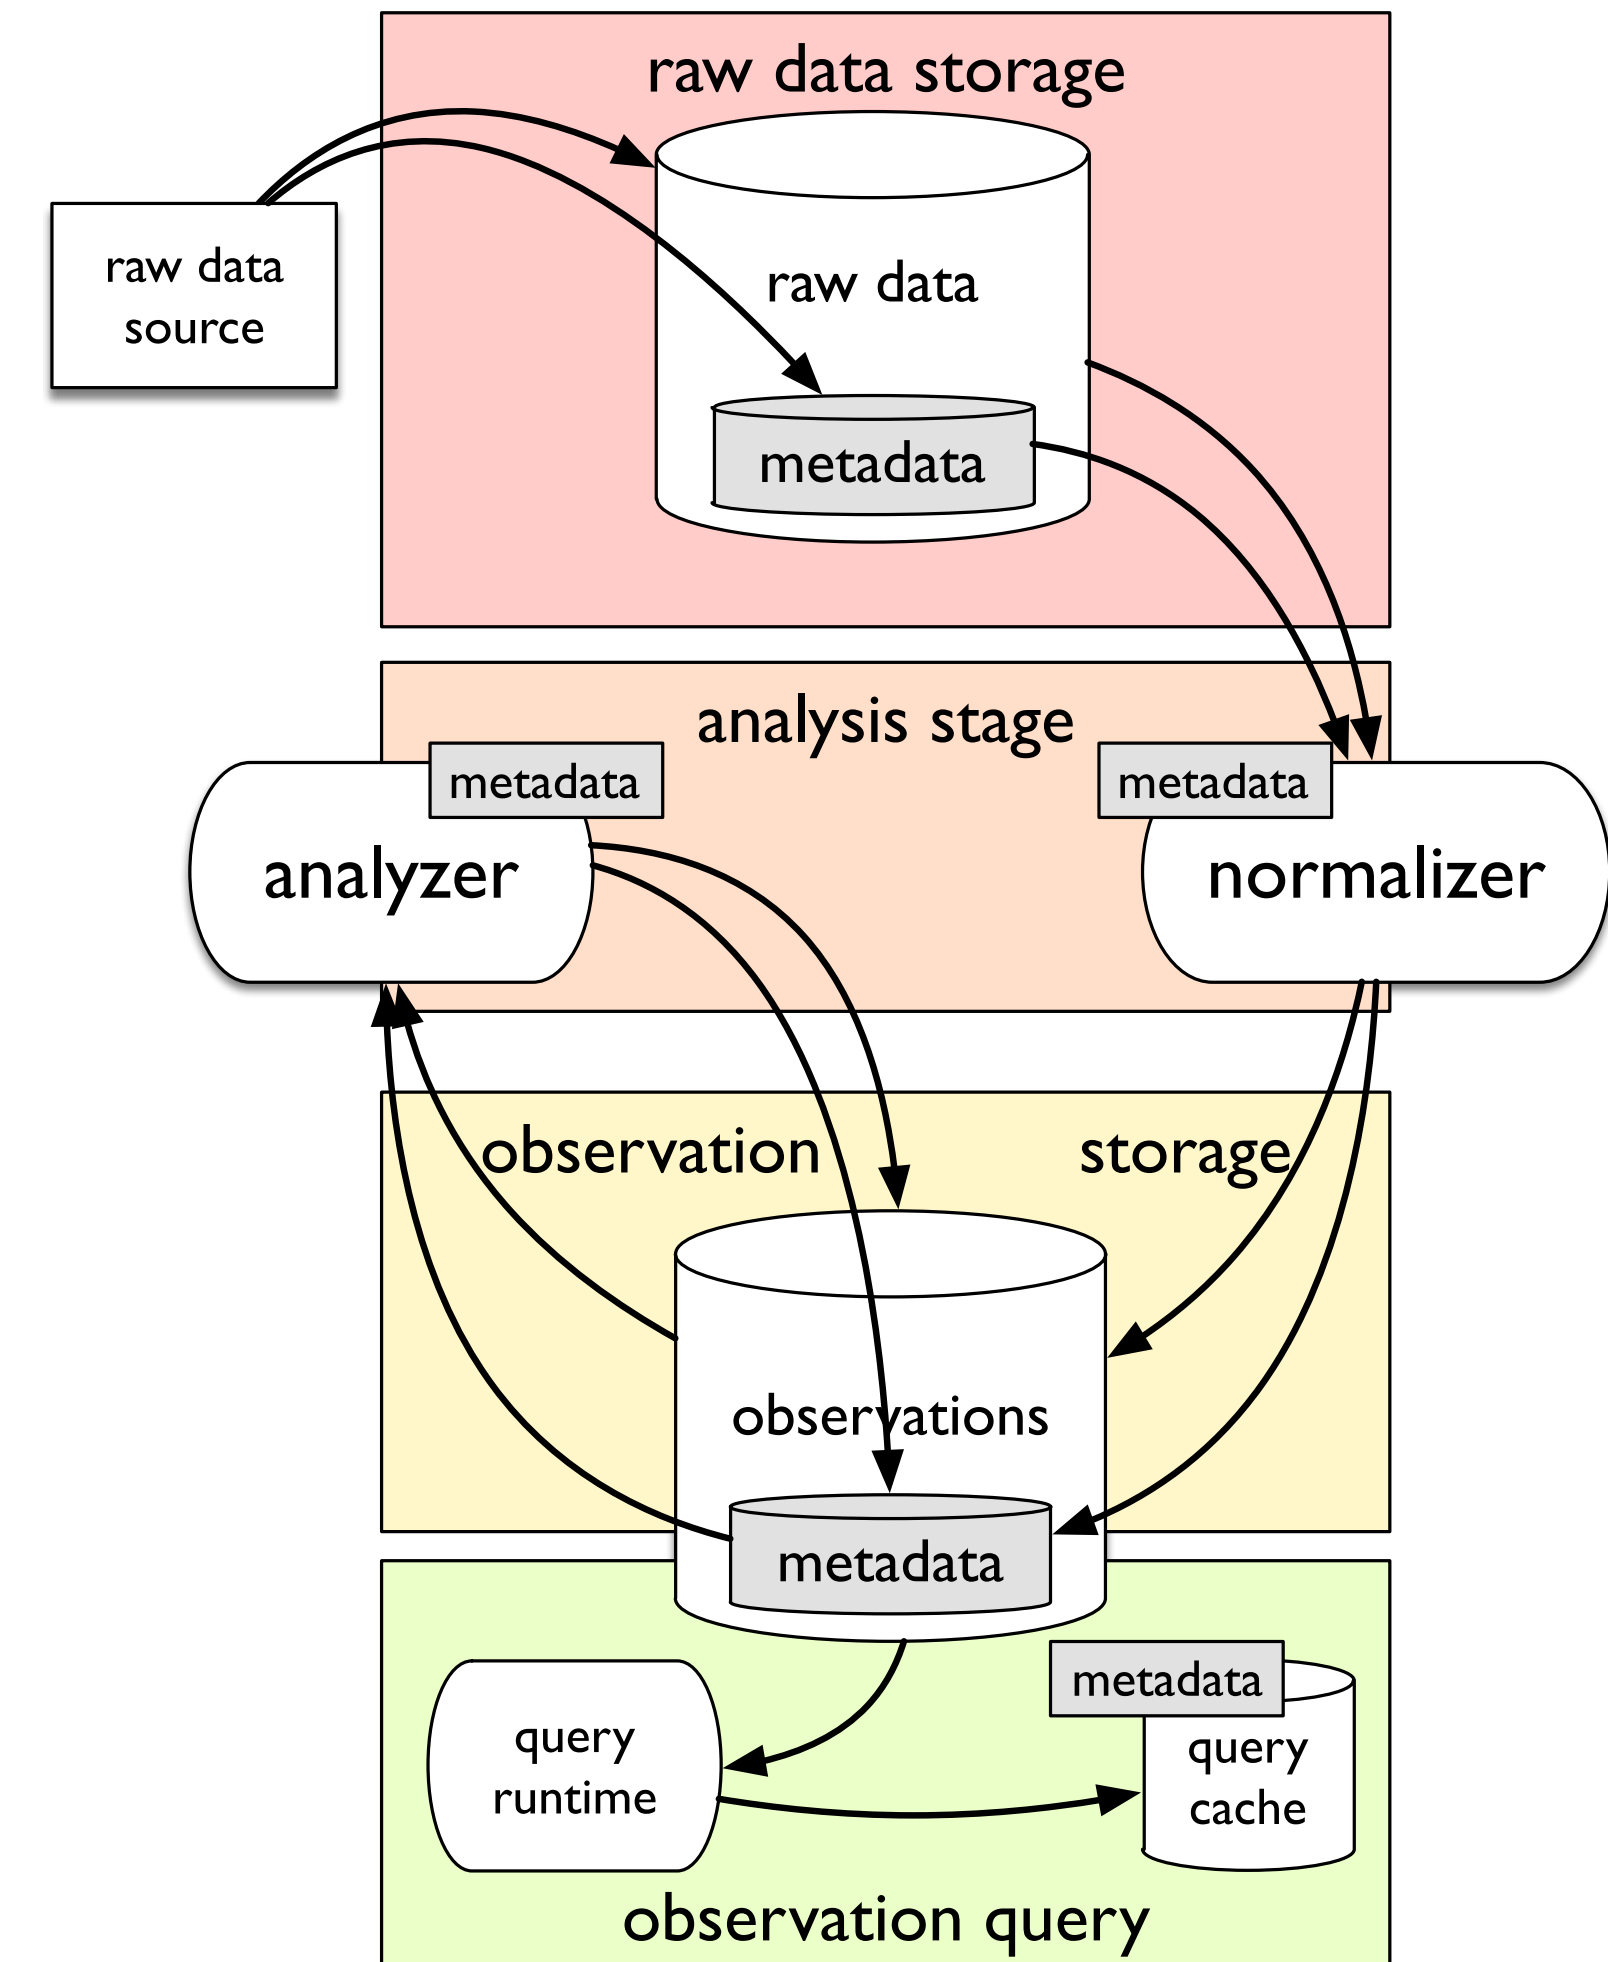 raw data storage
raw data
source
raw data
metadata
analysis stage
metadata
metadata
analyzer
normalizer
observation storage
observations
metadata
metadata
query
runtime
query
cache
observation query